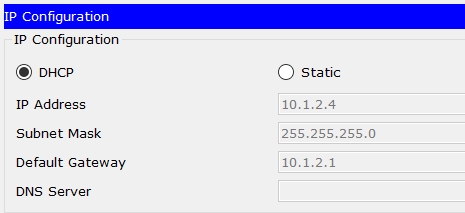 IP Configuration
IP Configuration
DHCP Static
IP Address 10.1.2.4
Subnet Mask 255.255.255.0
Default Gateway 10.1.2.1
DNS Server